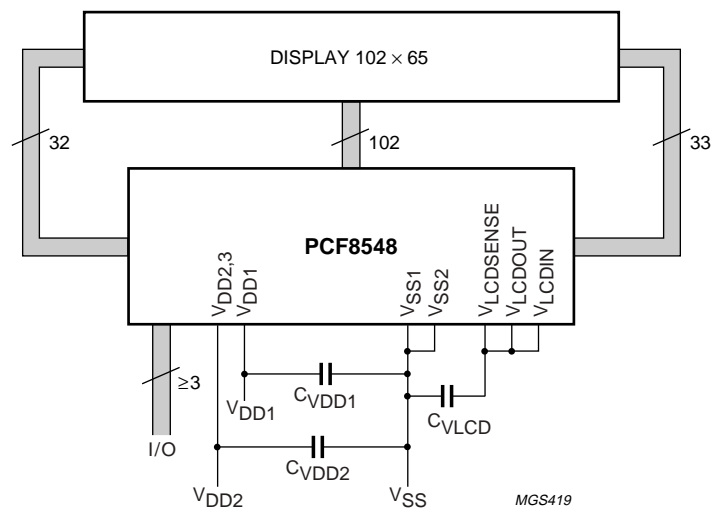 DISPLAY 102 × 65
32
102
33
PCF8548
VDD2,3
VDD1
VSS1
VSS2
VLCDSENSE
VLCDOUT
VLCDIN
≥3
I/O
VDD1
CVDD1
CVLCD
CVDD2
VDD2
VSS
MGS419